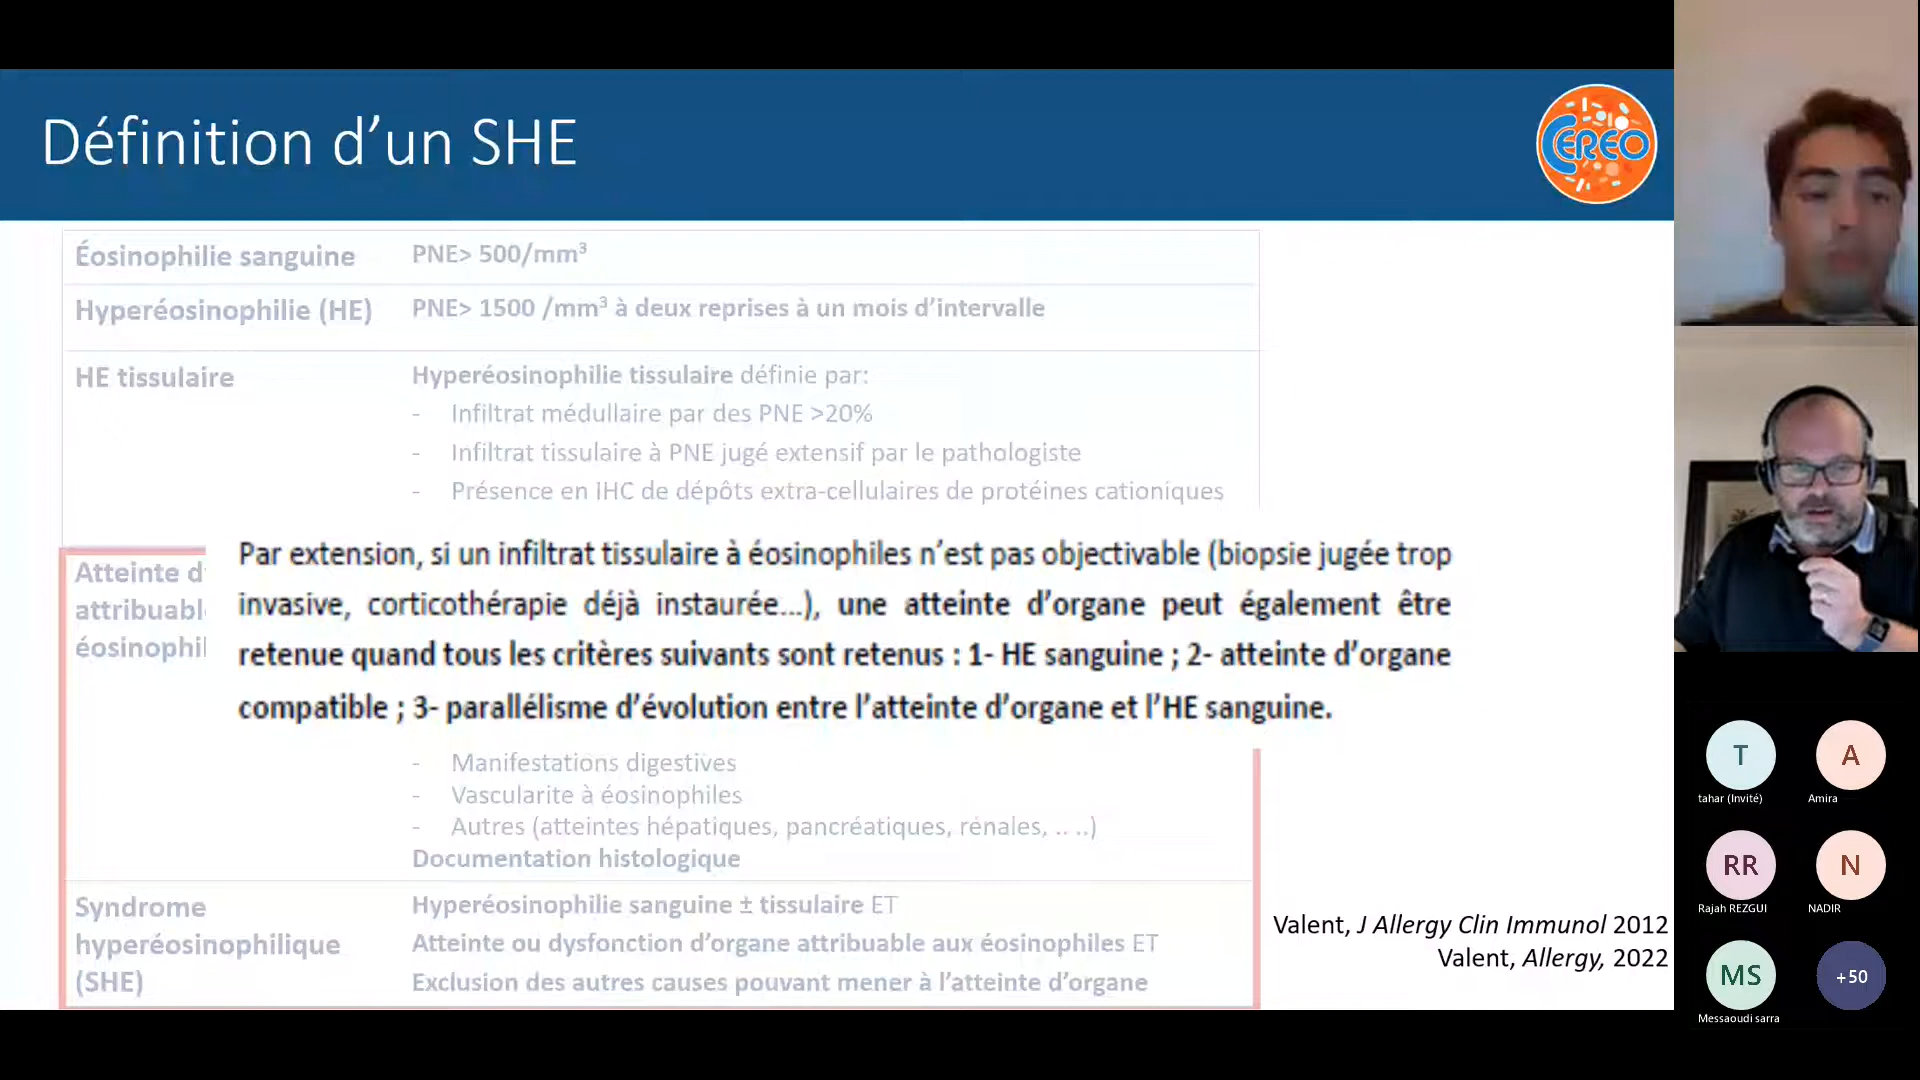 Définition d’un SHE
CEREO
Éosinophilie sanguine
PNE> 500/mm³
Hyperéosinophilie (HE)
PNE> 1500 /mm³ à deux reprises à un mois d’intervalle
HE tissulaire
Hyperéosinophilie tissulaire définie par:
- Infiltrat médullaire par des PNE >20%
- Infiltrat tissulaire à PNE jugé extensif par le pathologiste
- Présence en IHC de dépôts extra-cellulaires de protéines cationiques
Atteinte d
attribuabl
éosinophil
Par extension, si un infiltrat tissulaire à éosinophiles n’est pas objectivable (biopsie jugée trop
invasive, corticothérapie déjà instaurée...), une atteinte d’organe peut également être
retenue quand tous les critères suivants sont retenus : 1- HE sanguine ; 2- atteinte d’organe
compatible ; 3- parallélisme d’évolution entre l’atteinte d’organe et l’HE sanguine.
- Manifestations digestives
- Vascularite à éosinophiles
- Autres (atteintes hépatiques, pancréatiques, rénales, .. ..)
Documentation histologique
Syndrome
hyperéosinophilique
(SHE)
Hyperéosinophilie sanguine ± tissulaire ET
Atteinte ou dysfonction d’organe attribuable aux éosinophiles ET
Exclusion des autres causes pouvant mener à l’atteinte d’organe
Valent, J Allergy Clin Immunol 2012
Valent, Allergy, 2022
T
tahar (Invité)
A
Amira
RR
Rajah REZGUI
N
NADIR
MS
Messaoudi sarra
+50